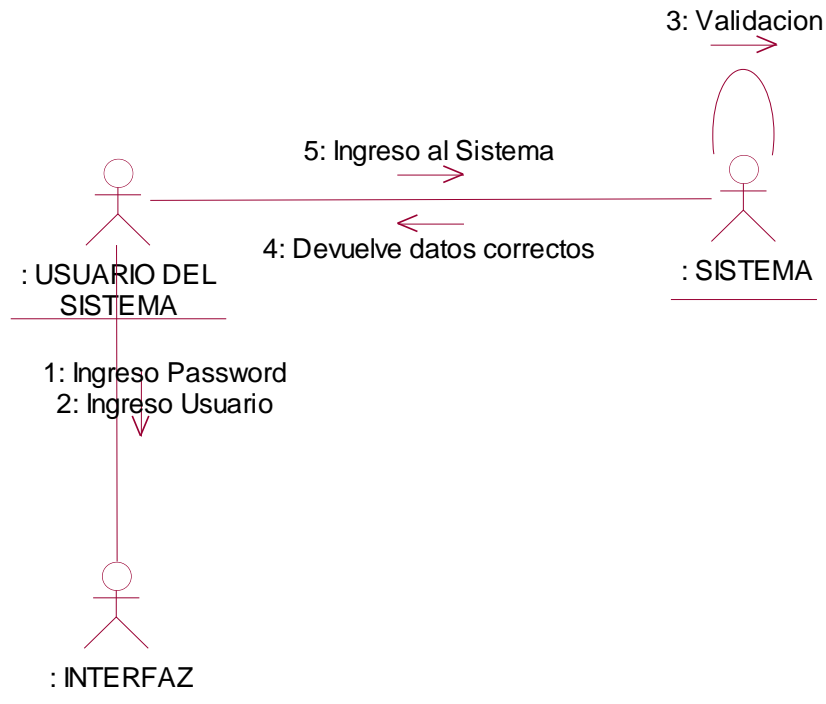 3: Validacion
5: Ingreso al Sistema
4: Devuelve datos correctos
: USUARIO DEL
SISTEMA
: SISTEMA
1: Ingreso Password
2: Ingreso Usuario
: INTERFAZ